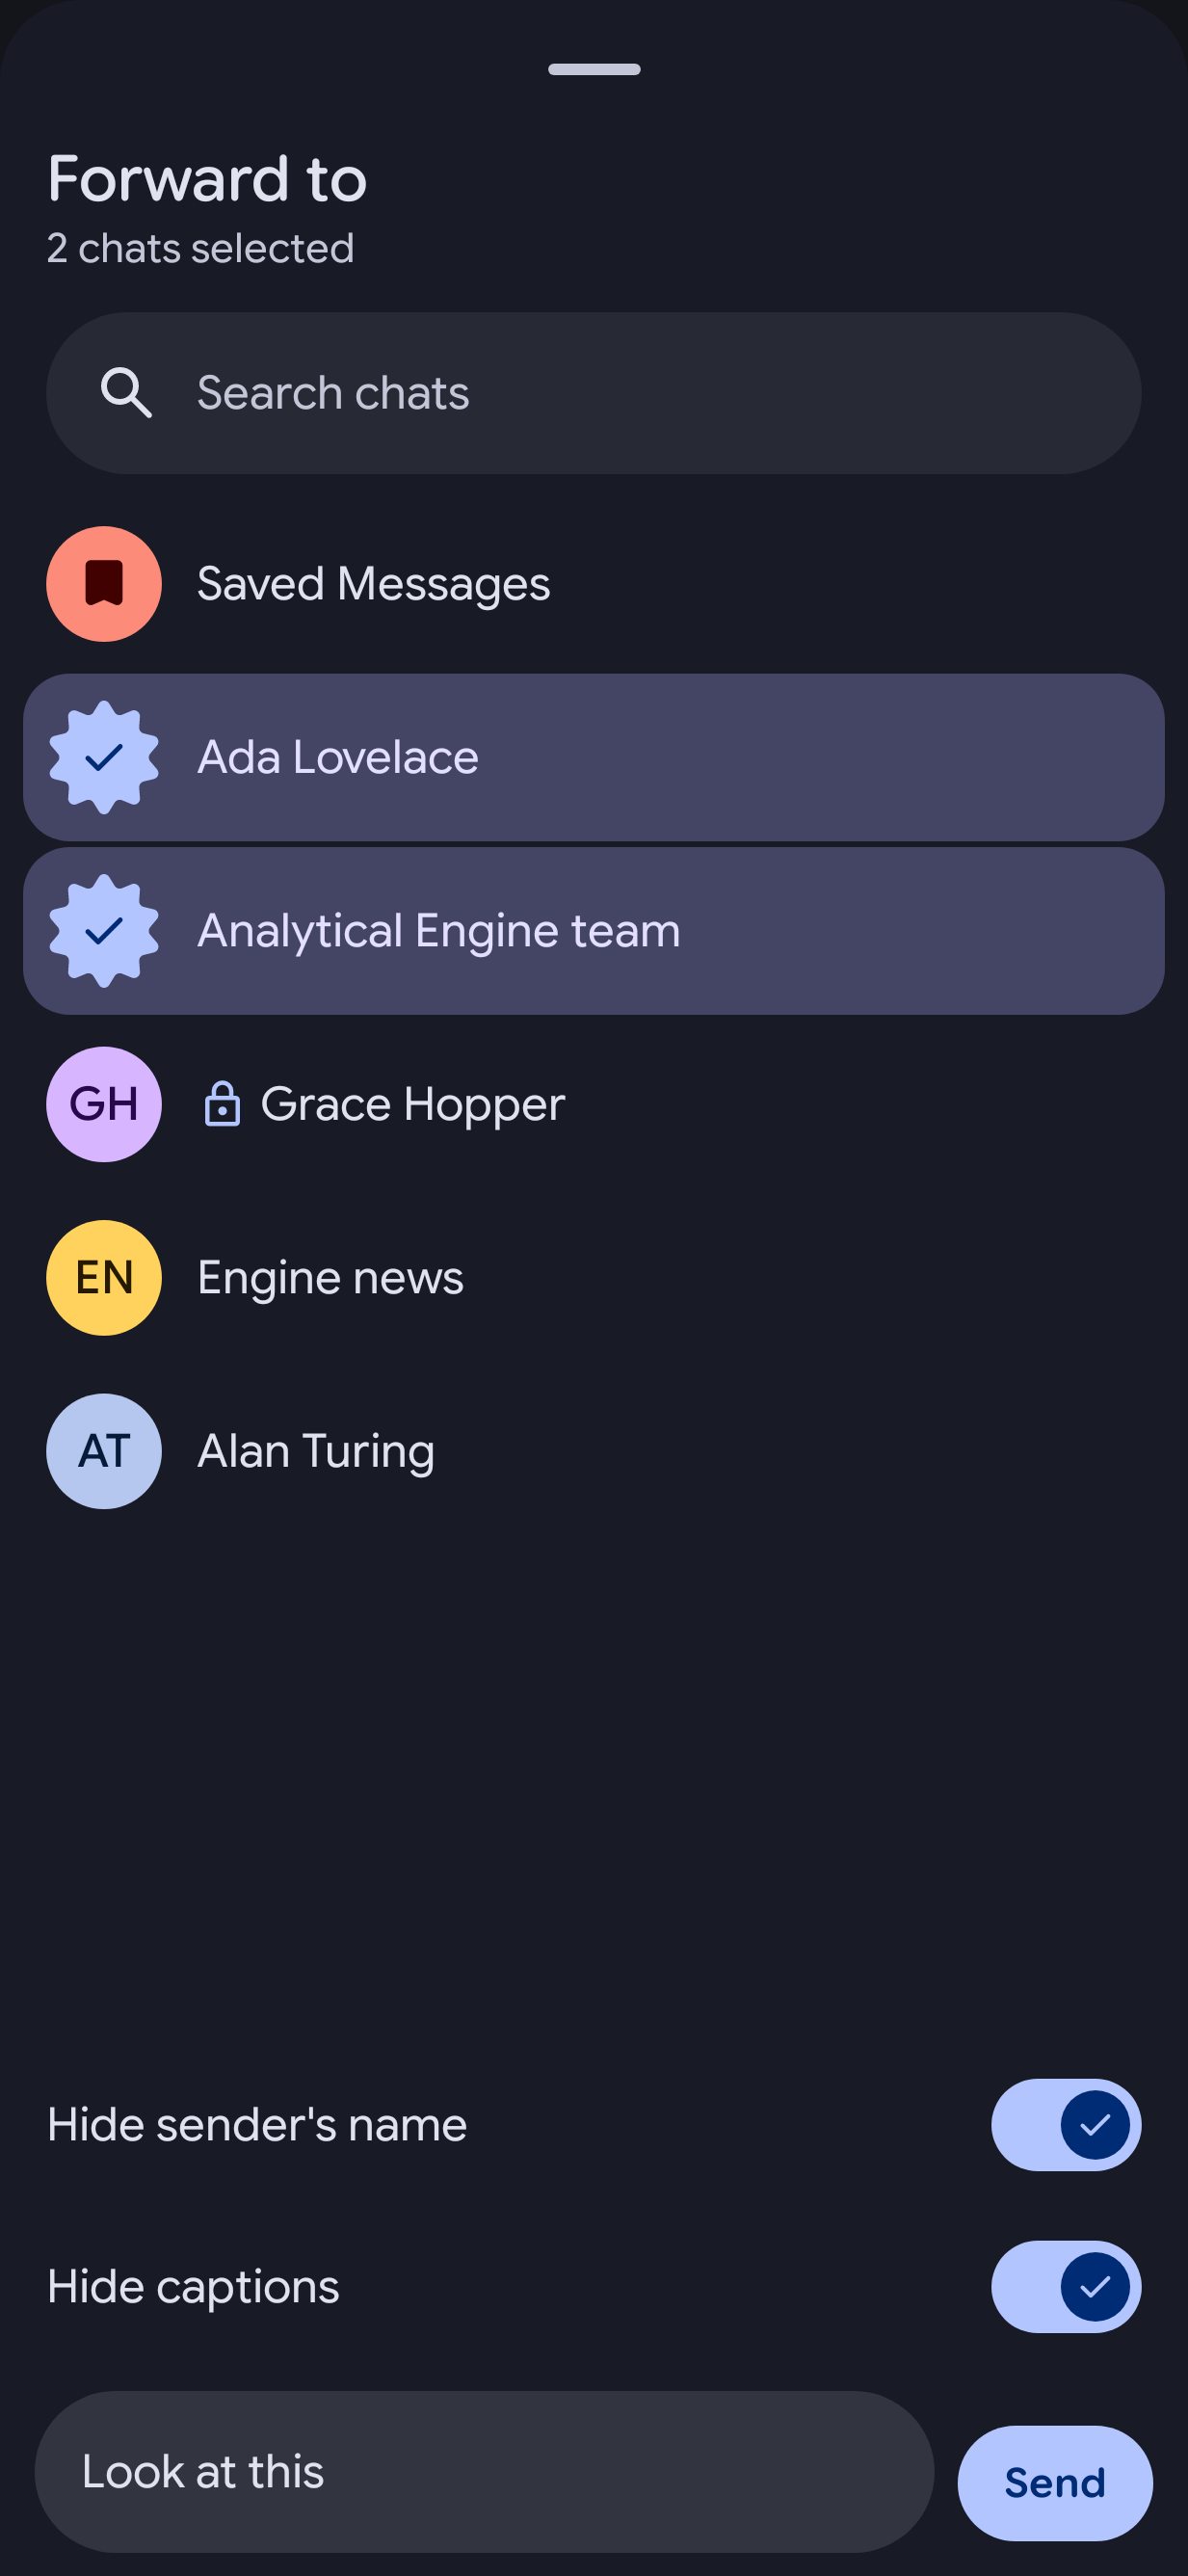 Forward to
2 chats selected
Search chats
Saved Messages
Ada Lovelace
Analytical Engine team
GH Grace Hopper
EN Engine news
AT Alan Turing
Hide sender's name
Hide captions
Look at this
Send